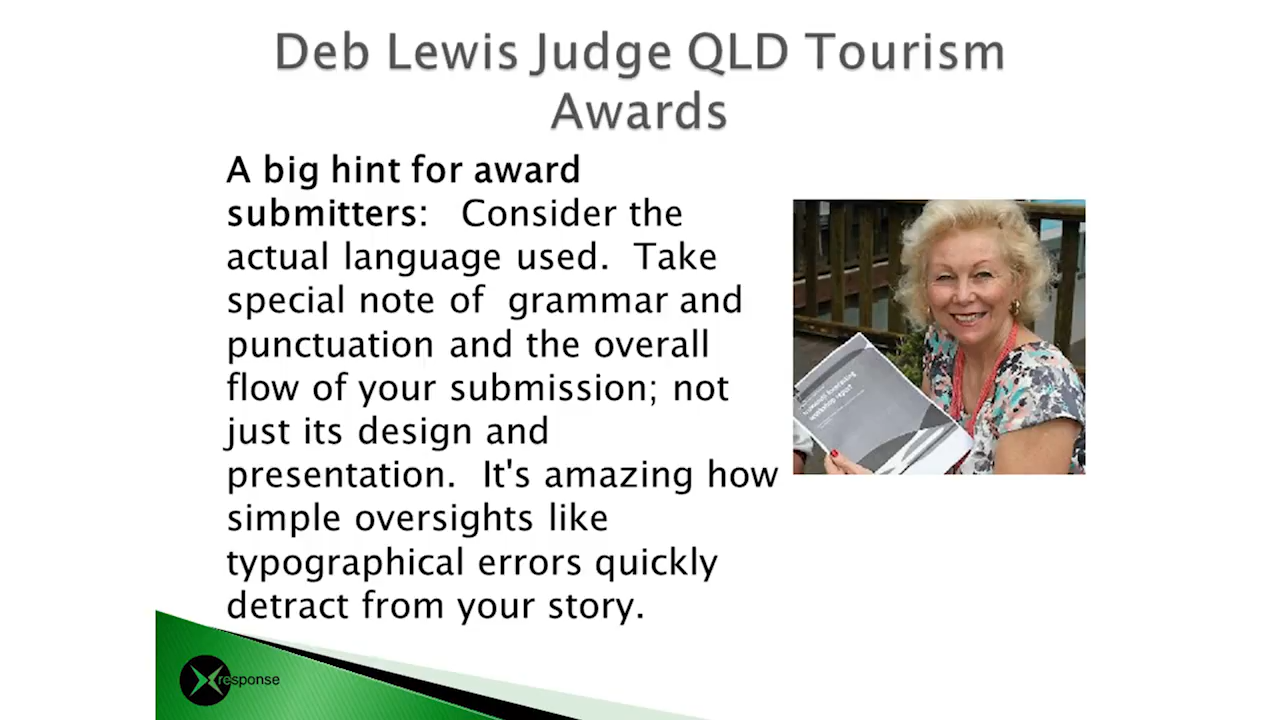 Deb Lewis Judge QLD Tourism
Awards
A big hint for award
submitters: Consider the
actual language used. Take
special note of grammar and
punctuation and the overall
flow of your submission; not
just its design and
presentation. It's amazing how
simple oversights like
typographical errors quickly
detract from your story.
workshop report
response